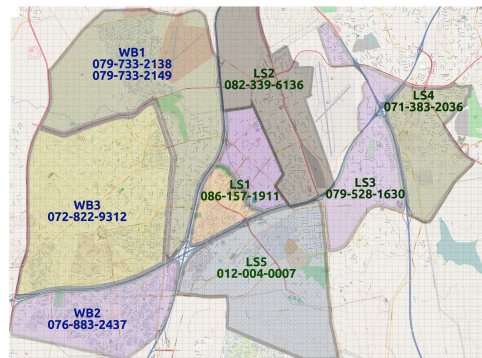 WB1
079-733-2138
079-733-2149
LS2
082-339-6136
LS4
071-383-2036
LS1
086-157-1911
LS3
079-528-1630
WB3
072-822-9312
LS5
012-004-0007
WB2
076-883-2437